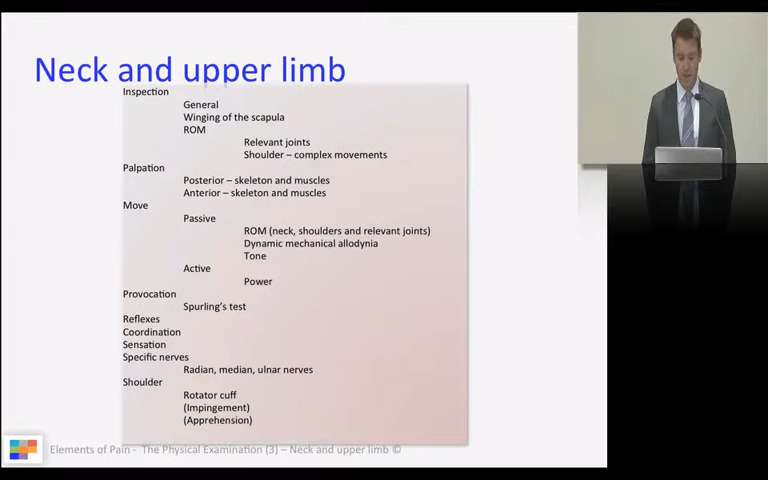 Neck and upper limb
Inspection
General
Winging of the scapula
ROM
Relevant joints
Shoulder – complex movements
Palpation
Posterior – skeleton and muscles
Anterior – skeleton and muscles
Move
Passive
ROM (neck, shoulders and relevant joints)
Dynamic mechanical allodynia
Tone
Active
Power
Provocation
Spurling's test
Reflexes
Coordination
Sensation
Specific nerves
Radian, median, ulnar nerves
Shoulder
Rotator cuff
(Impingement)
(Apprehension)
Elements of Pain - The Physical Examination (3) – Neck and upper limb ©